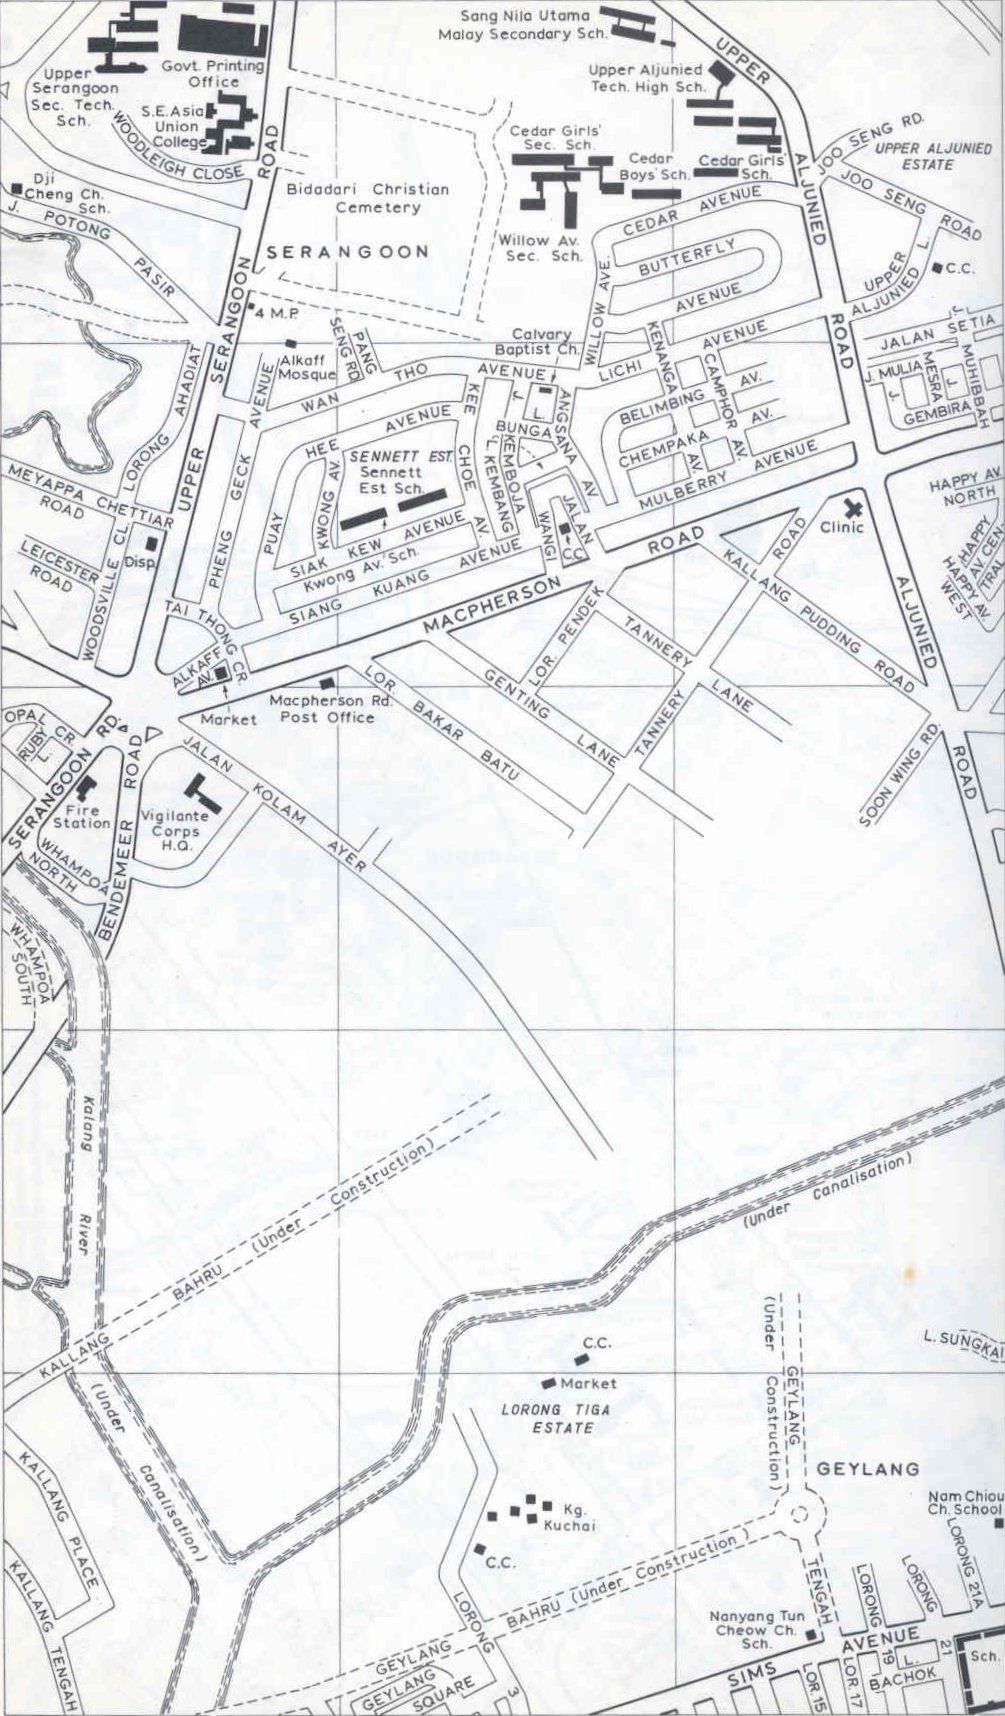 Sang Nila Utama
Malay Secondary Sch.
UPPER
Upper
Serangoon
Sec. Tech.
Sch.
Govt. Printing
Office
Upper Aljunied
Tech. High Sch.
S.E.Asia
Union
College
WOODLEIGH CLOSE
ROAD
Cedar Girls'
Sec. Sch.
Cedar
Boys' Sch.
Cedar Girls'
Sch.
JOO SENG RD.
UPPER ALJUNIED
ESTATE
JOO SENG ROAD
Dji
Cheng Ch.
Sch.
J. POTONG
PASIR
Bidadari Christian
Cemetery
SERANGOON
Willow Av.
Sec. Sch.
CEDAR AVENUE
ALJUNIED
BUTTERFLY
AVENUE
UPPER
ALJUNIED L.
C.C.
4 M.P.
SERANGOON
PANG
SENG RD
Calvary
Baptist Ch.
WILLOW AVE.
KENANGA
AVENUE
ROAD
JALAN SETIA
J.
Alkaff
Mosque
LORONG AHADIAT
AVENUE
WAN THO AVENUE
LICHI
CAMPHOR AV.
AV.
AV.
J. MULIA
MESRA
J.
J.
MUHIBBAH
GEMBIRA
UPPER
PHENG GECK
PUAY
HEE
AVENUE
KEE
CHOE
AV.
J.
L.
BUNGA
ANGSANA
AV.
BELIMBING
CHEMPAKA
AV.
MULBERRY AVENUE
SENNETT EST.
Sennett
Est Sch.
KWONG AV.
L. KEMBANG
KEMBOJA
WANGI
JALAN
C.C.
SIAK KEW AVENUE
Kwong Av. Sch.
SIANG KUANG AVENUE
MEYAPPA CHETTIAR
ROAD
LEICESTER
ROAD
WOODSVILLE CL.
Disp.
HAPPY AV.
NORTH
HAPPY
AV. CEN
TRAL
HAPPY AV.
WEST
Clinic
MACPHERSON ROAD
ROAD
KALLANG PUDDING ROAD
ALJUNIED
ROAD
TAI THONG CR.
ALKAFF
AV.
Market
Macpherson Rd.
Post Office
LOR. PENDEK
TANNERY
LANE
TANNERY
GENTING
LANE
LOR. BAKAR BATU
SOON WING RD.
OPAL CR.
RUBY
L.
SERANGOON RD.
BENDEMEER ROAD
JALAN KOLAM AYER
Fire
Station
Vigilante
Corps
H.Q.
WHAMPOA
NORTH
WHAMPOA
SOUTH
Kalang River
KALLANG BAHRU (Under Construction)
(Under Canalisation)
(Under Canalisation)
C.C.
Market
LORONG TIGA
ESTATE
(Under Construction)
GEYLANG
L. SUNGKAI
GEYLANG
KALLANG PLACE
KALLANG TENGAH
Kg.
Kuchai
C.C.
Nam Chiou
Ch. School
LORONG 21A
LORONG
3
GEYLANG BAHRU (Under Construction)
TENGAH
LORONG
19
LORONG
21
Nanyang Tun
Cheow Ch.
Sch.
GEYLANG
SQUARE
SIMS AVENUE
LOR 15
LOR 17
L.
BACHOK
Sch.